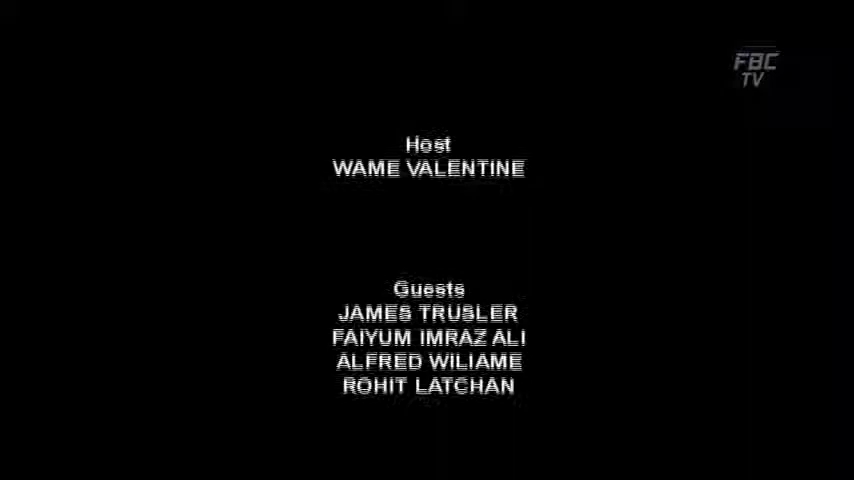 FBC
TV
Host
WAME VALENTINE
Guests
JAMES TRUSLER
FAIYUM IMRAZ ALI
ALFRED WILIAME
ROHIT LATCHAN